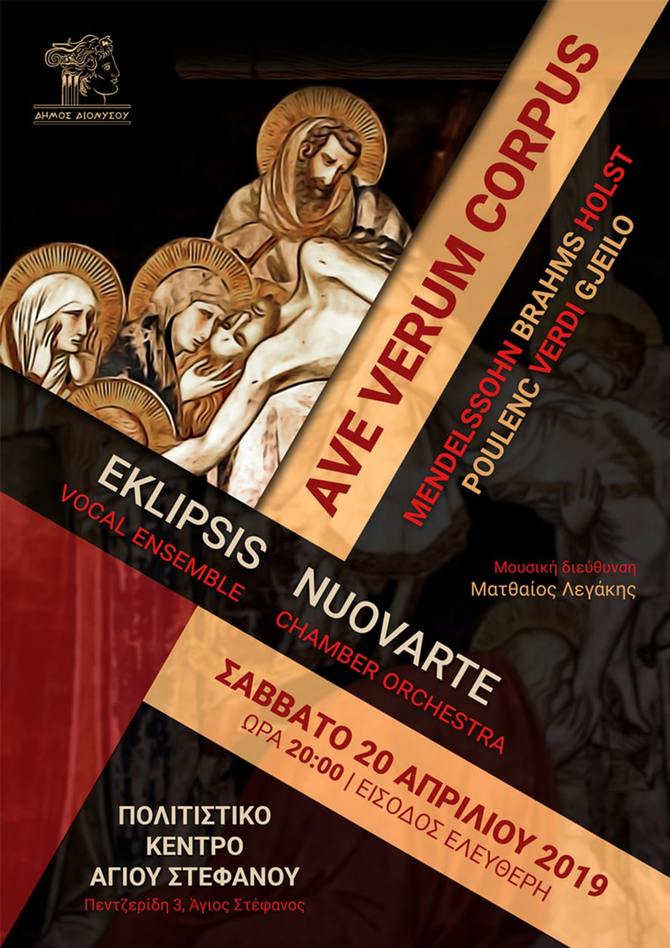 ΔΗΜΟΣ ΔΙΟΝΥΣΟΥ
AVE VERUM CORPUS
MENDELSSOHN BRAHMS HOLST
POULENC VERDI GJEILO
EKLIPSIS
VOCAL ENSEMBLE
NUOVARTE
CHAMBER ORCHESTRA
Μουσική διεύθυνση
Ματθαίος Λεγάκης
ΣΑΒΒΑΤΟ 20 ΑΠΡΙΛΙΟΥ 2019
ΩΡΑ 20:00 | ΕΙΣΟΔΟΣ ΕΛΕΥΘΕΡΗ
ΠΟΛΙΤΙΣΤΙΚΟ
ΚΕΝΤΡΟ
ΑΓΙΟΥ ΣΤΕΦΑΝΟΥ
Πεντζερίδη 3, Άγιος Στέφανος